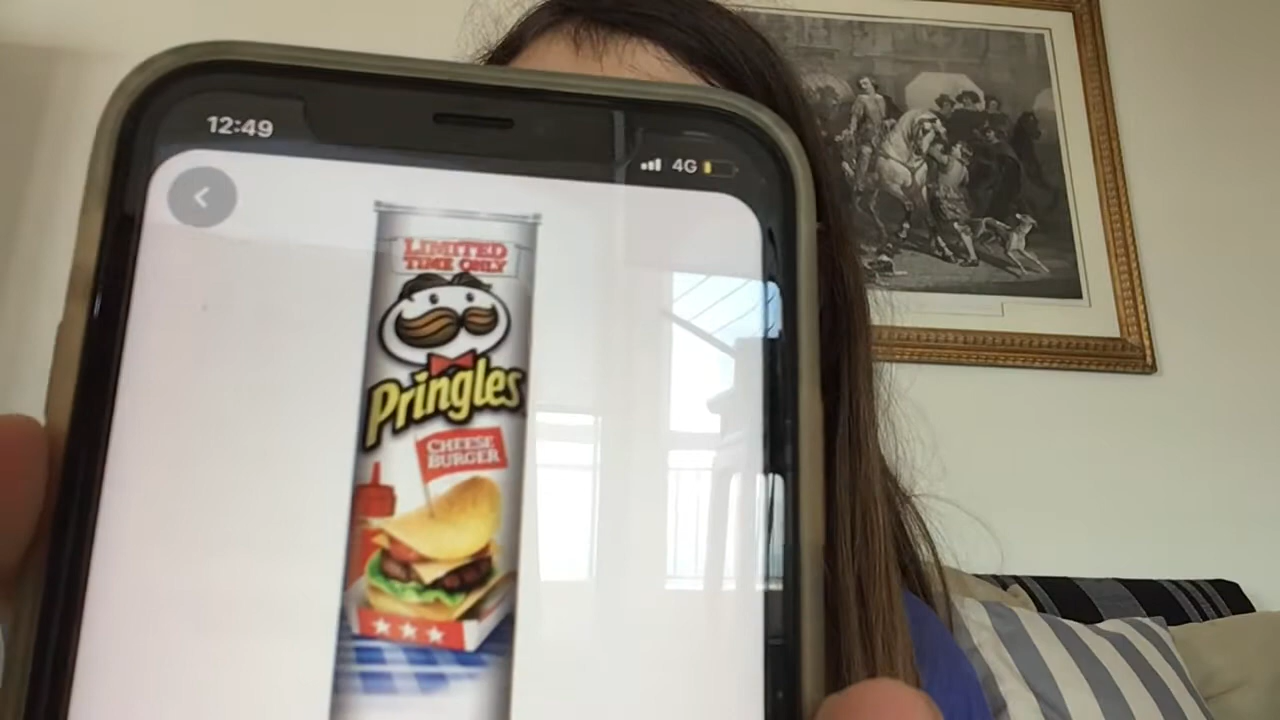 12:49
4G
LIMITED
TIME ONLY
Pringles
CHEESE
BURGER